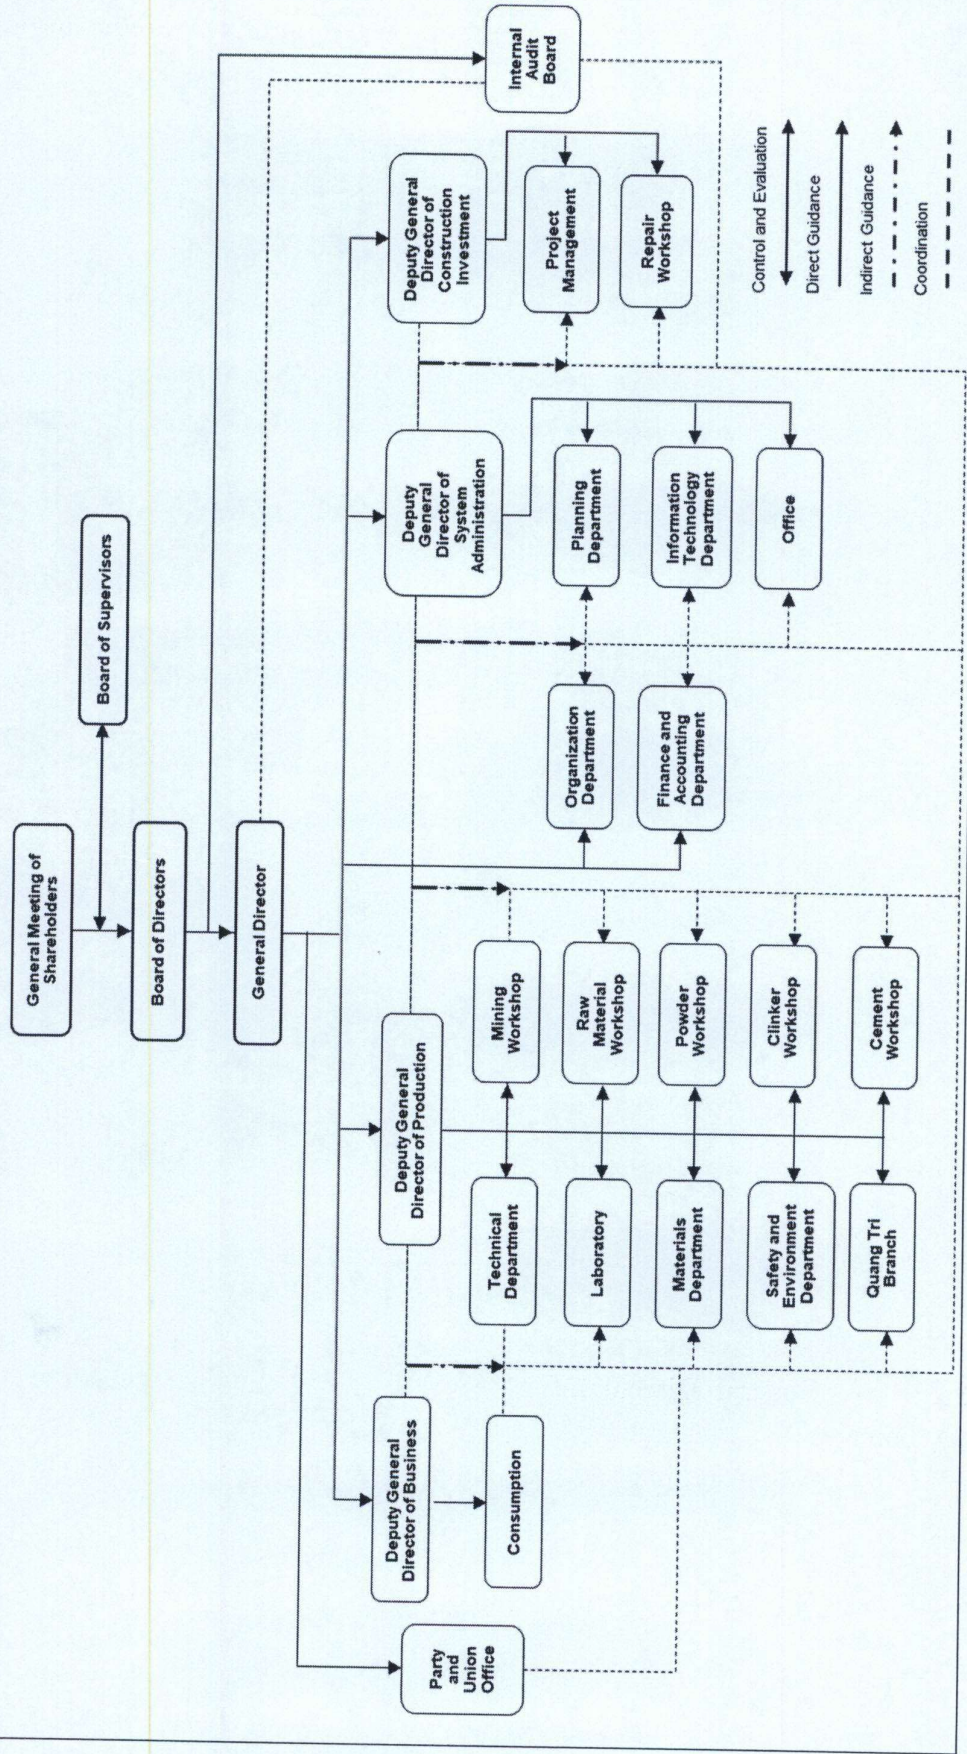 General Meeting of
Shareholders
Board of Supervisors
Board of Directors
General Director
Internal
Audit
Board
Party
and
Union
Office
Deputy General
Director of Business
Deputy General
Director of Production
Deputy
General
Director of
System
Administration
Deputy General
Director of
Construction
Investment
Consumption
Technical
Department
Mining
Workshop
Laboratory
Raw
Material
Workshop
Materials
Department
Powder
Workshop
Safety and
Environment
Department
Clinker
Workshop
Quang Tri
Branch
Cement
Workshop
Organization
Department
Finance and
Accounting
Department
Planning
Department
Information
Technology
Department
Office
Project
Management
Repair
Workshop
Control and Evaluation
Direct Guidance
Indirect Guidance
Coordination